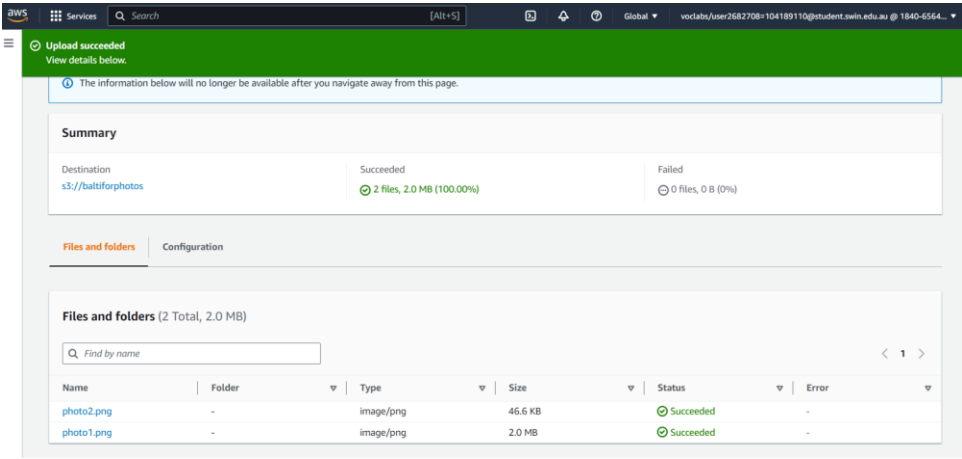 aws Services Search [Alt+S] Global voclabs/user2682708=104189110@student.swin.edu.au @ 1840-6564...
Upload succeeded
View details below.
The information below will no longer be available after you navigate away from this page.
Summary
Destination Succeeded Failed
s3://baltiforphotos 2 files, 2.0 MB (100.00%) 0 files, 0 B (0%)
Files and folders Configuration
Files and folders (2 Total, 2.0 MB)
Find by name 1
Name Folder Type Size Status Error
photo2.png - image/png 46.6 KB Succeeded -
photo1.png - image/png 2.0 MB Succeeded -